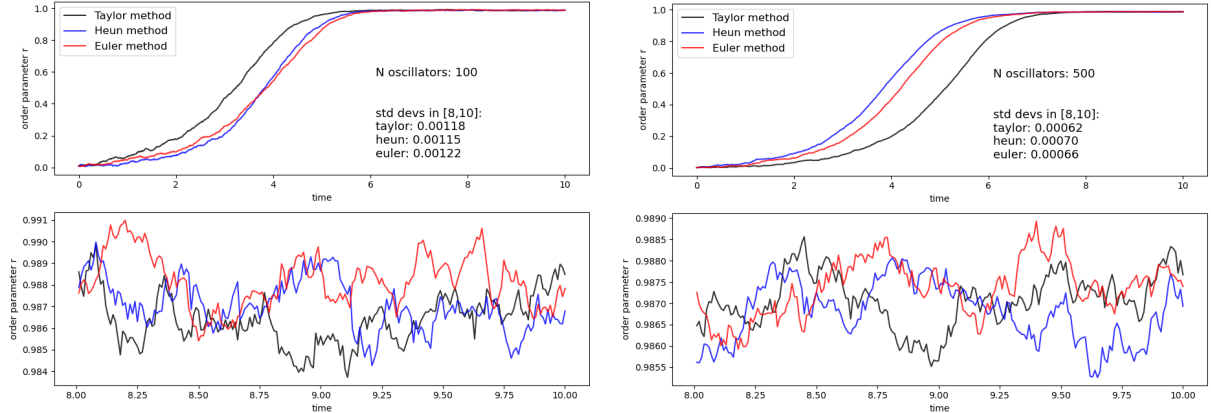 1.0
0.8
0.6
0.4
0.2
0.0
order parameter r
Taylor method
Heun method
Euler method
N oscillators: 100
std devs in [8,10]:
taylor: 0.00118
heun: 0.00115
euler: 0.00122
0 2 4 6 8 10
time
1.0
0.8
0.6
0.4
0.2
0.0
order parameter r
Taylor method
Heun method
Euler method
N oscillators: 500
std devs in [8,10]:
taylor: 0.00062
heun: 0.00070
euler: 0.00066
0 2 4 6 8 10
time
0.991
0.990
0.989
0.988
0.987
0.986
0.985
0.984
order parameter r
8.00 8.25 8.50 8.75 9.00 9.25 9.50 9.75 10.00
time
0.9890
0.9885
0.9880
0.9875
0.9870
0.9865
0.9860
0.9855
order parameter r
8.00 8.25 8.50 8.75 9.00 9.25 9.50 9.75 10.00
time